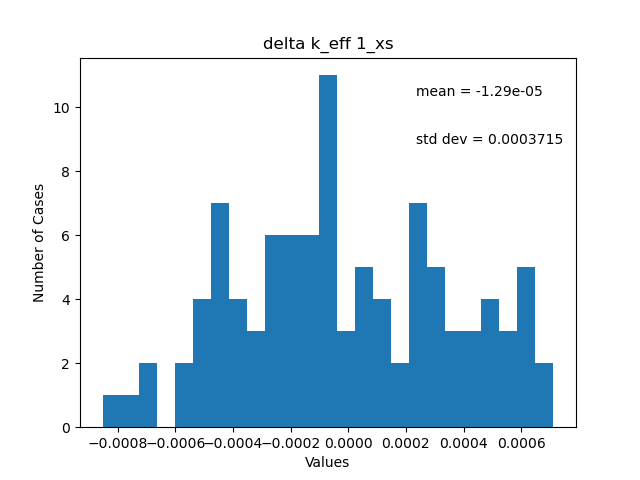 delta k_eff 1_xs
mean = -1.29e-05
std dev = 0.0003715
10
8
6
4
2
0
Number of Cases
−0.0008 −0.0006 −0.0004 −0.0002 0.0000 0.0002 0.0004 0.0006
Values